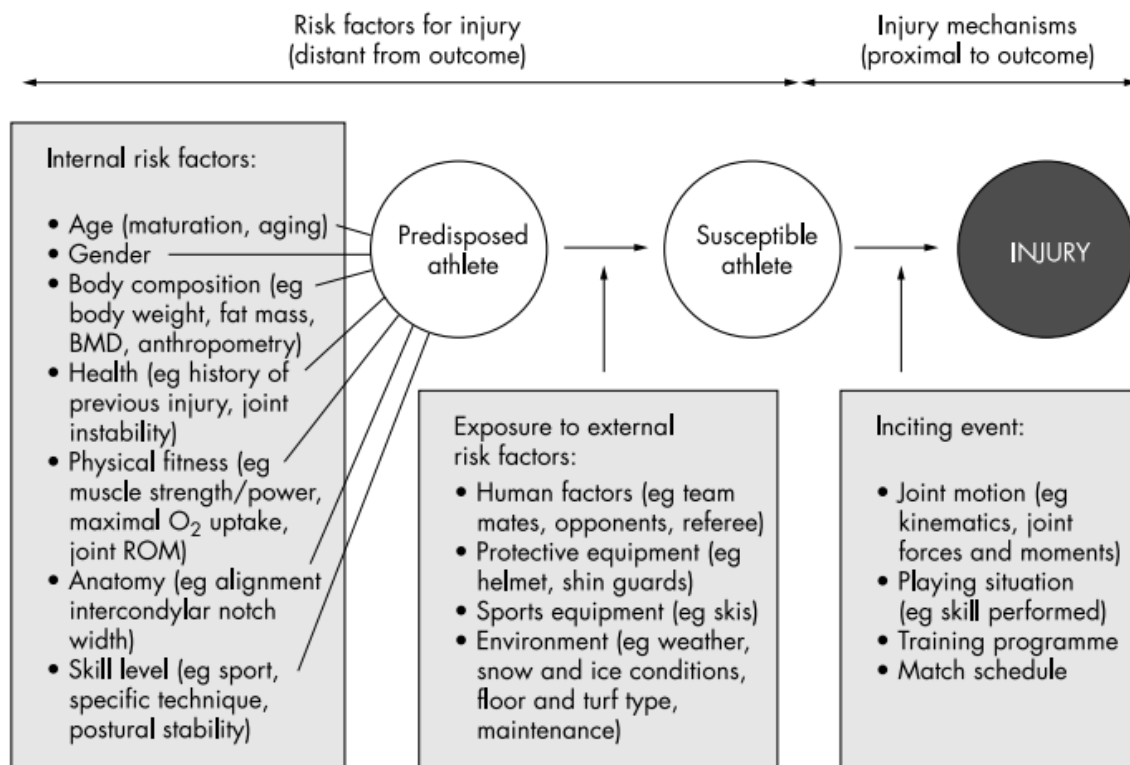 Risk factors for injury
(distant from outcome)
Injury mechanisms
(proximal to outcome)
Internal risk factors:
• Age (maturation, aging)
• Gender
• Body composition (eg
body weight, fat mass,
BMD, anthropometry)
• Health (eg history of
previous injury, joint
instability)
• Physical fitness (eg
muscle strength/power,
maximal O₂ uptake,
joint ROM)
• Anatomy (eg alignment
intercondylar notch
width)
• Skill level (eg sport,
specific technique,
postural stability)
Predisposed
athlete
Susceptible
athlete
INJURY
Exposure to external
risk factors:
• Human factors (eg team
mates, opponents, referee)
• Protective equipment (eg
helmet, shin guards)
• Sports equipment (eg skis)
• Environment (eg weather,
snow and ice conditions,
floor and turf type,
maintenance)
Inciting event:
• Joint motion (eg
kinematics, joint
forces and moments)
• Playing situation
(eg skill performed)
• Training programme
• Match schedule